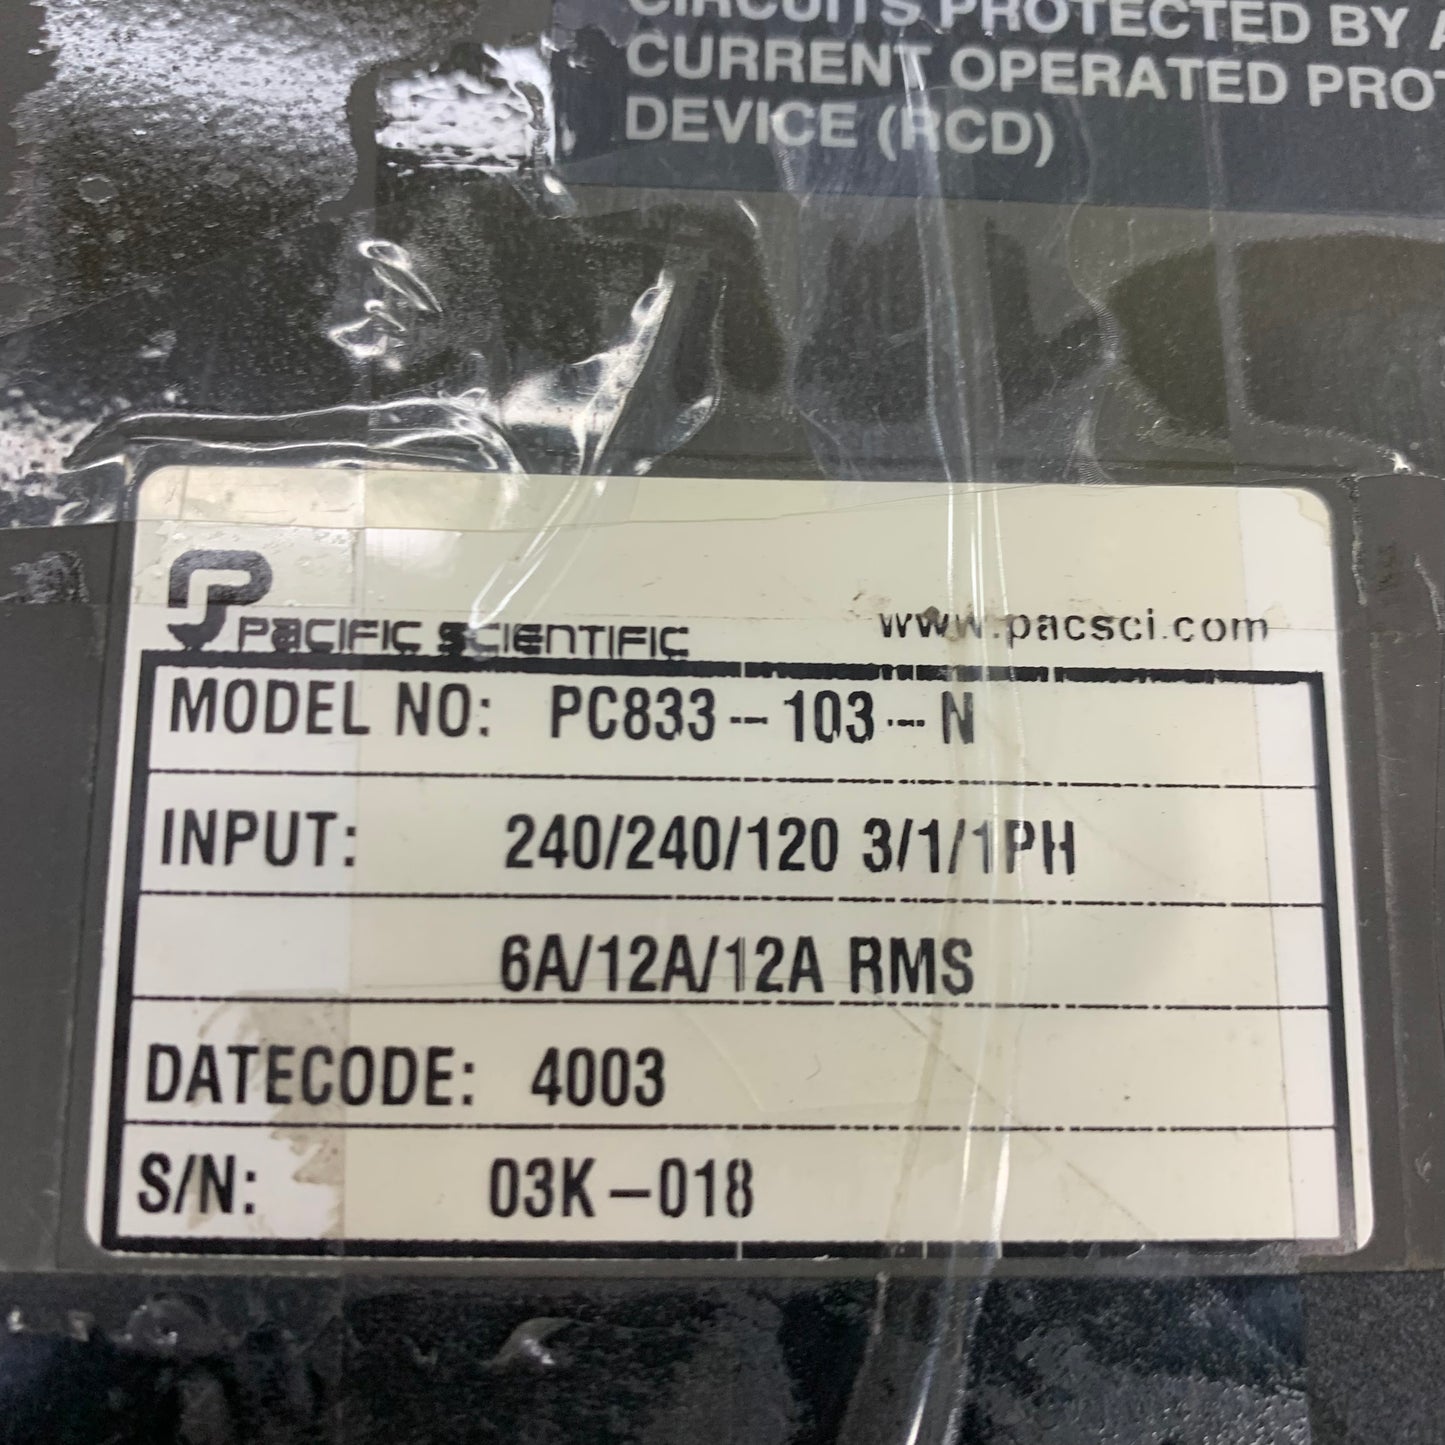 CIRCUITS PROTECTED BY A
CURRENT OPERATED PROT
DEVICE (RCD)
PACIFIC SCIENTIFIC
www.pacsci.com
MODEL NO: PC833-103-N
INPUT: 240/240/120 3/1/1PH
6A/12A/12A RMS
DATECODE: 4003
S/N: 03K-018